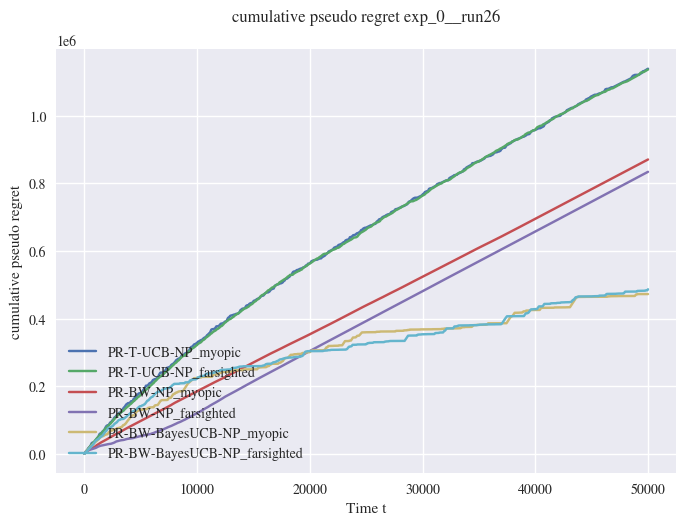 cumulative pseudo regret exp_0__run26
1e6
1.0
0.8
0.6
0.4
0.2
0.0
cumulative pseudo regret
PR-T-UCB-NP_myopic
PR-T-UCB-NP_farsighted
PR-BW-NP_myopic
PR-BW-NP_farsighted
PR-BW-BayesUCB-NP_myopic
PR-BW-BayesUCB-NP_farsighted
0 10000 20000 30000 40000 50000
Time t